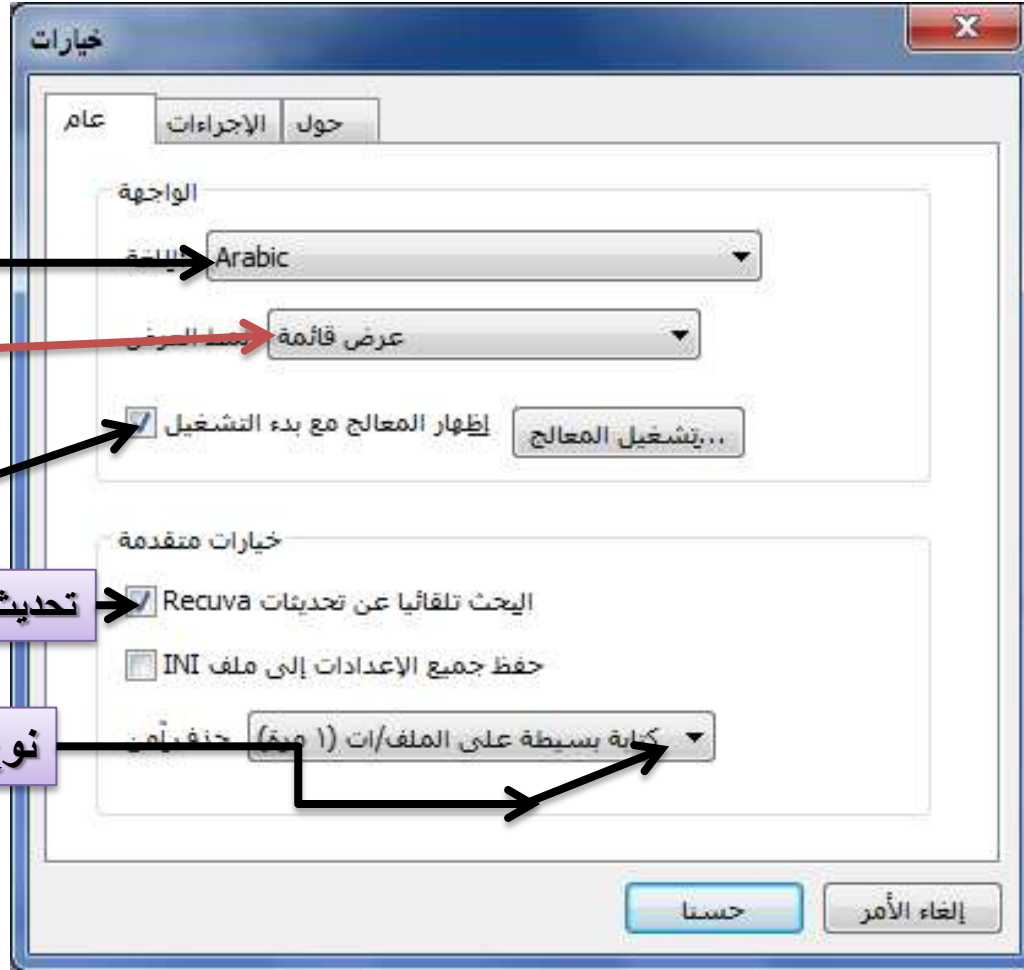 خيارات
عام
الإجراءات
حول
الواجهة
Arabic
عرض قائمة
إظهار المعالج مع بدء التشغيل
تشغيل المعالج...
خيارات متقدمة
البحث تلقائيا عن تحديثات Recuva
تحديث
حفظ جميع الإعدادات إلى ملف INI
حذف آمن كتابة بسيطة على الملف/ات (١ مرة)
حسنا
إلغاء الأمر